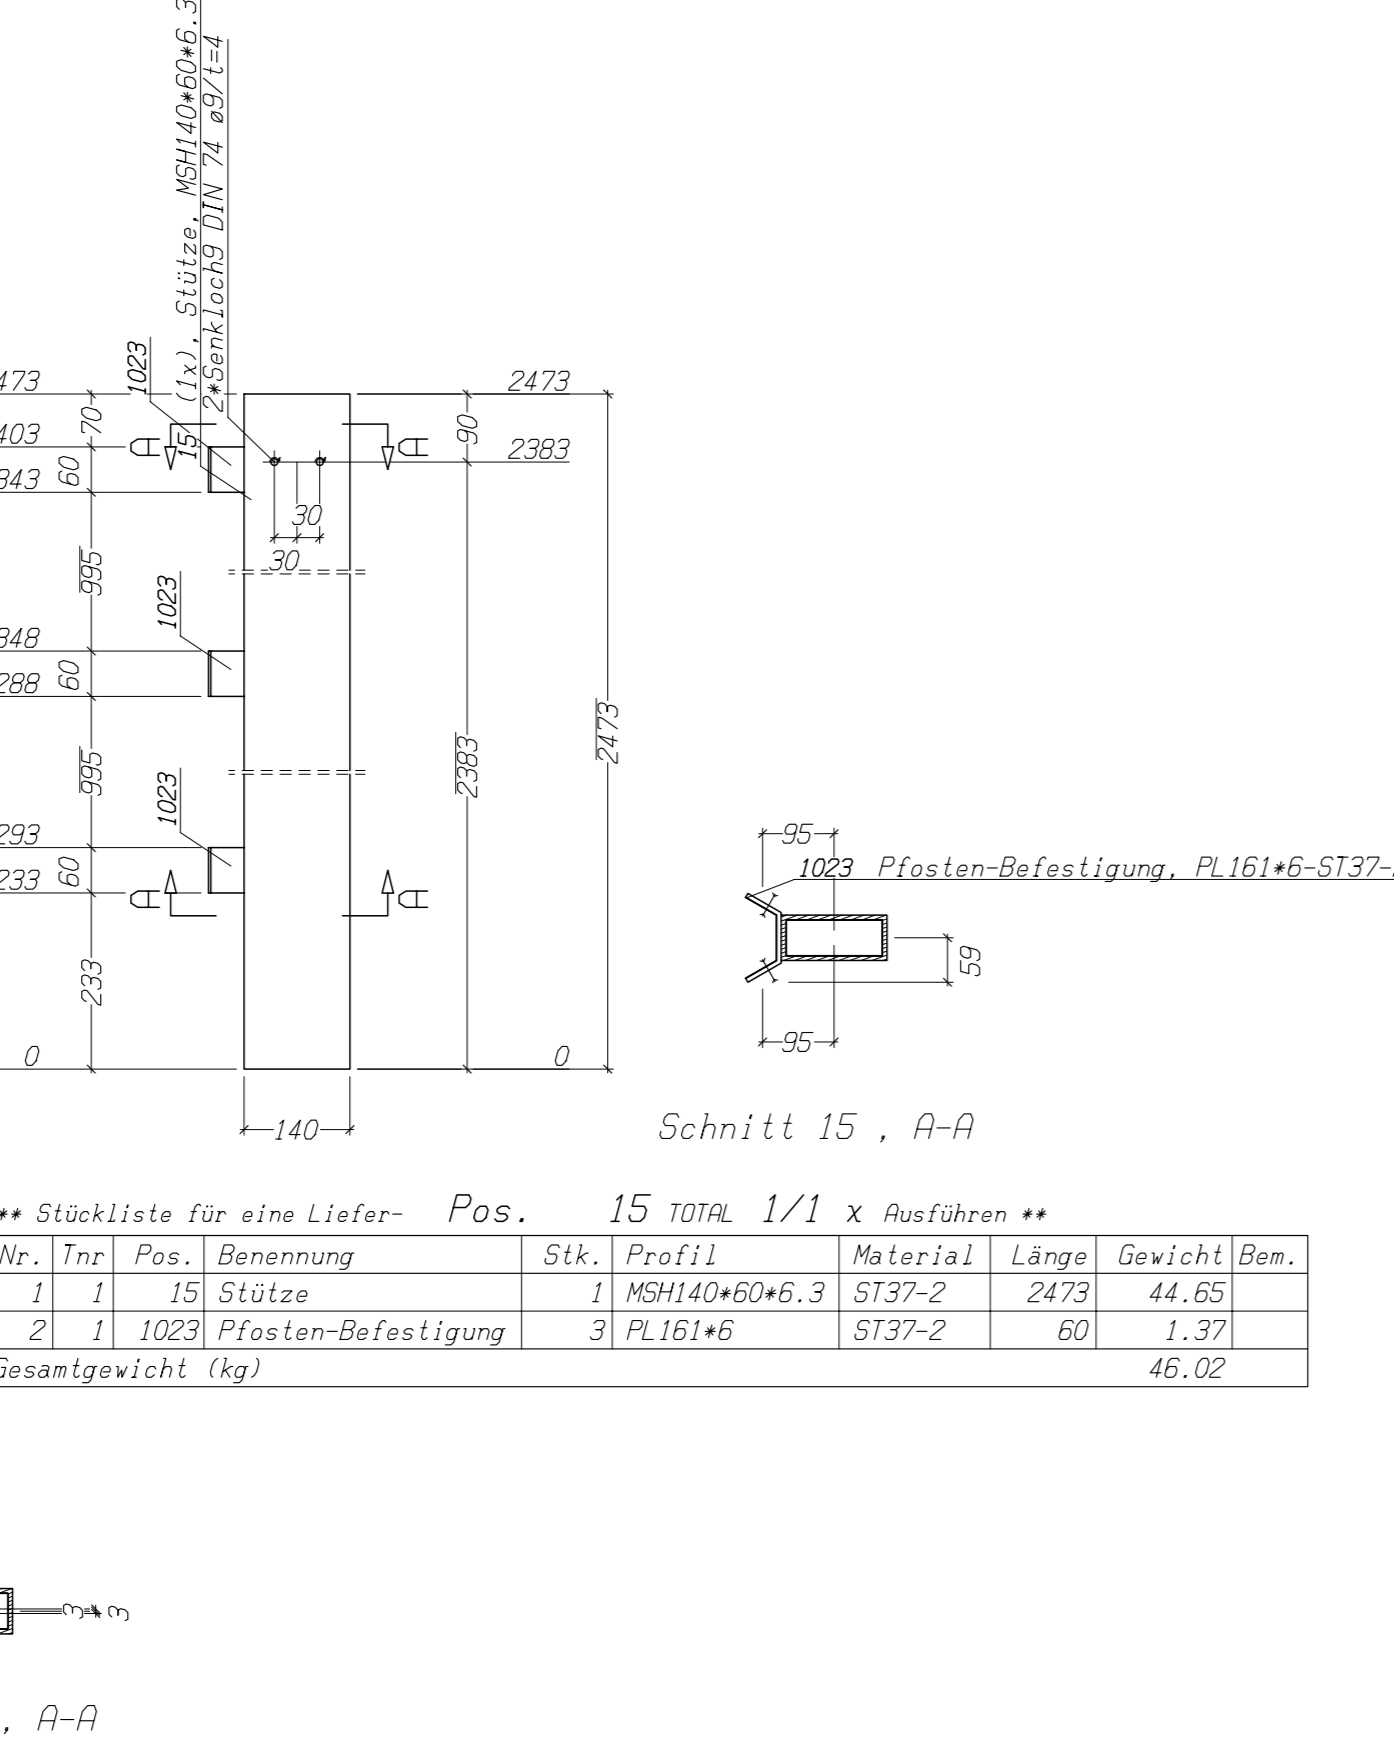 (1x), Stütze, MSH140*60*6.3
2*Senkloch9 DIN 74 ø9/t=4
15
1023
473
70
403
60
343
995
348
60
288
995
293
60
233
233
0
A
A
1023
1023
A
A
30
30
140
2473
90
2383
2383
2473
0
95
1023 Pfosten-Befestigung, PL161*6-ST37-
59
95
Schnitt 15 , A-A
** Stückliste für eine Liefer- Pos. 15 TOTAL 1/1 x Ausführen **
Nr. Tnr Pos. Benennung Stk. Profil Material Länge Gewicht Bem.
1 1 15 Stütze 1 MSH140*60*6.3 ST37-2 2473 44.65
2 1 1023 Pfosten-Befestigung 3 PL161*6 ST37-2 60 1.37
Gesamtgewicht (kg) 46.02
3 3
, A-A